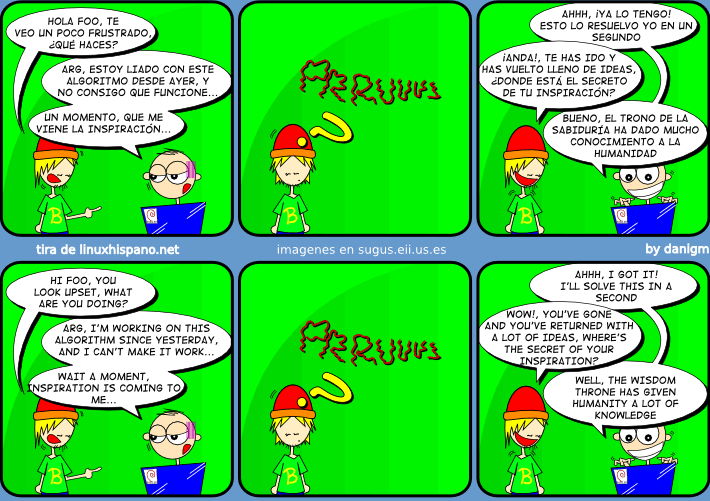 HOLA FOO, TE
VEO UN POCO FRUSTRADO,
¿QUÉ HACES?
ARG, ESTOY LIADO CON ESTE
ALGORITMO DESDE AYER, Y
NO CONSIGO QUE FUNCIONE...
UN MOMENTO, QUE ME
VIENE LA INSPIRACIÓN...
B
?
B
AHHH, ¡YA LO TENGO!
ESTO LO RESUELVO YO EN UN
SEGUNDO
¡ANDA!, TE HAS IDO Y
HAS VUELTO LLENO DE IDEAS,
¿DONDE ESTÁ EL SECRETO
DE TU INSPIRACIÓN?
BUENO, EL TRONO DE LA
SABIDURÍA HA DADO MUCHO
CONOCIMIENTO A LA
HUMANIDAD
B
tira de linuxhispano.net
imagenes en sugus.eii.us.es
by danigm
HI FOO, YOU
LOOK UPSET, WHAT
ARE YOU DOING?
ARG, I'M WORKING ON THIS
ALGORITHM SINCE YESTERDAY,
AND I CAN'T MAKE IT WORK...
WAIT A MOMENT,
INSPIRATION IS COMING TO
ME...
B
?
B
AHHH, I GOT IT!
I'LL SOLVE THIS IN A
SECOND
WOW!, YOU'VE GONE
AND YOU'VE RETURNED WITH
A LOT OF IDEAS, WHERE'S
THE SECRET OF YOUR
INSPIRATION?
WELL, THE WISDOM
THRONE HAS GIVEN
HUMANITY A LOT OF
KNOWLEDGE
B